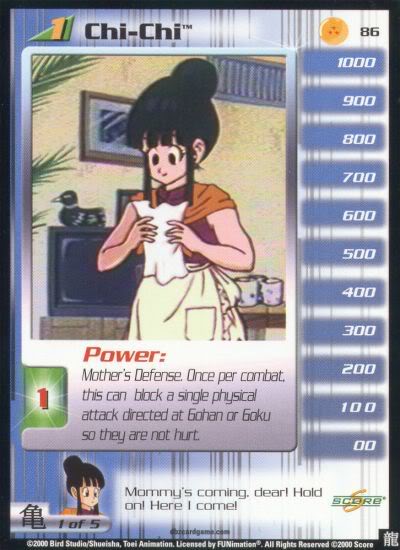 1 Chi-Chi™ 86
1000
900
800
700
600
500
400
300
200
100
00
Power:
Mother's Defense. Once per combat,
this can block a single physical
attack directed at Gohan or Goku
so they are not hurt.
1
Mommy's coming, dear! Hold
on! Here I come!
SCORE
亀 1 of 5
龍
dbzcardgame.com
©2000 Bird Studio/Shueisha, Toei Animation. Licensed by FUNimation®. All Rights Reserved ©2000 Score